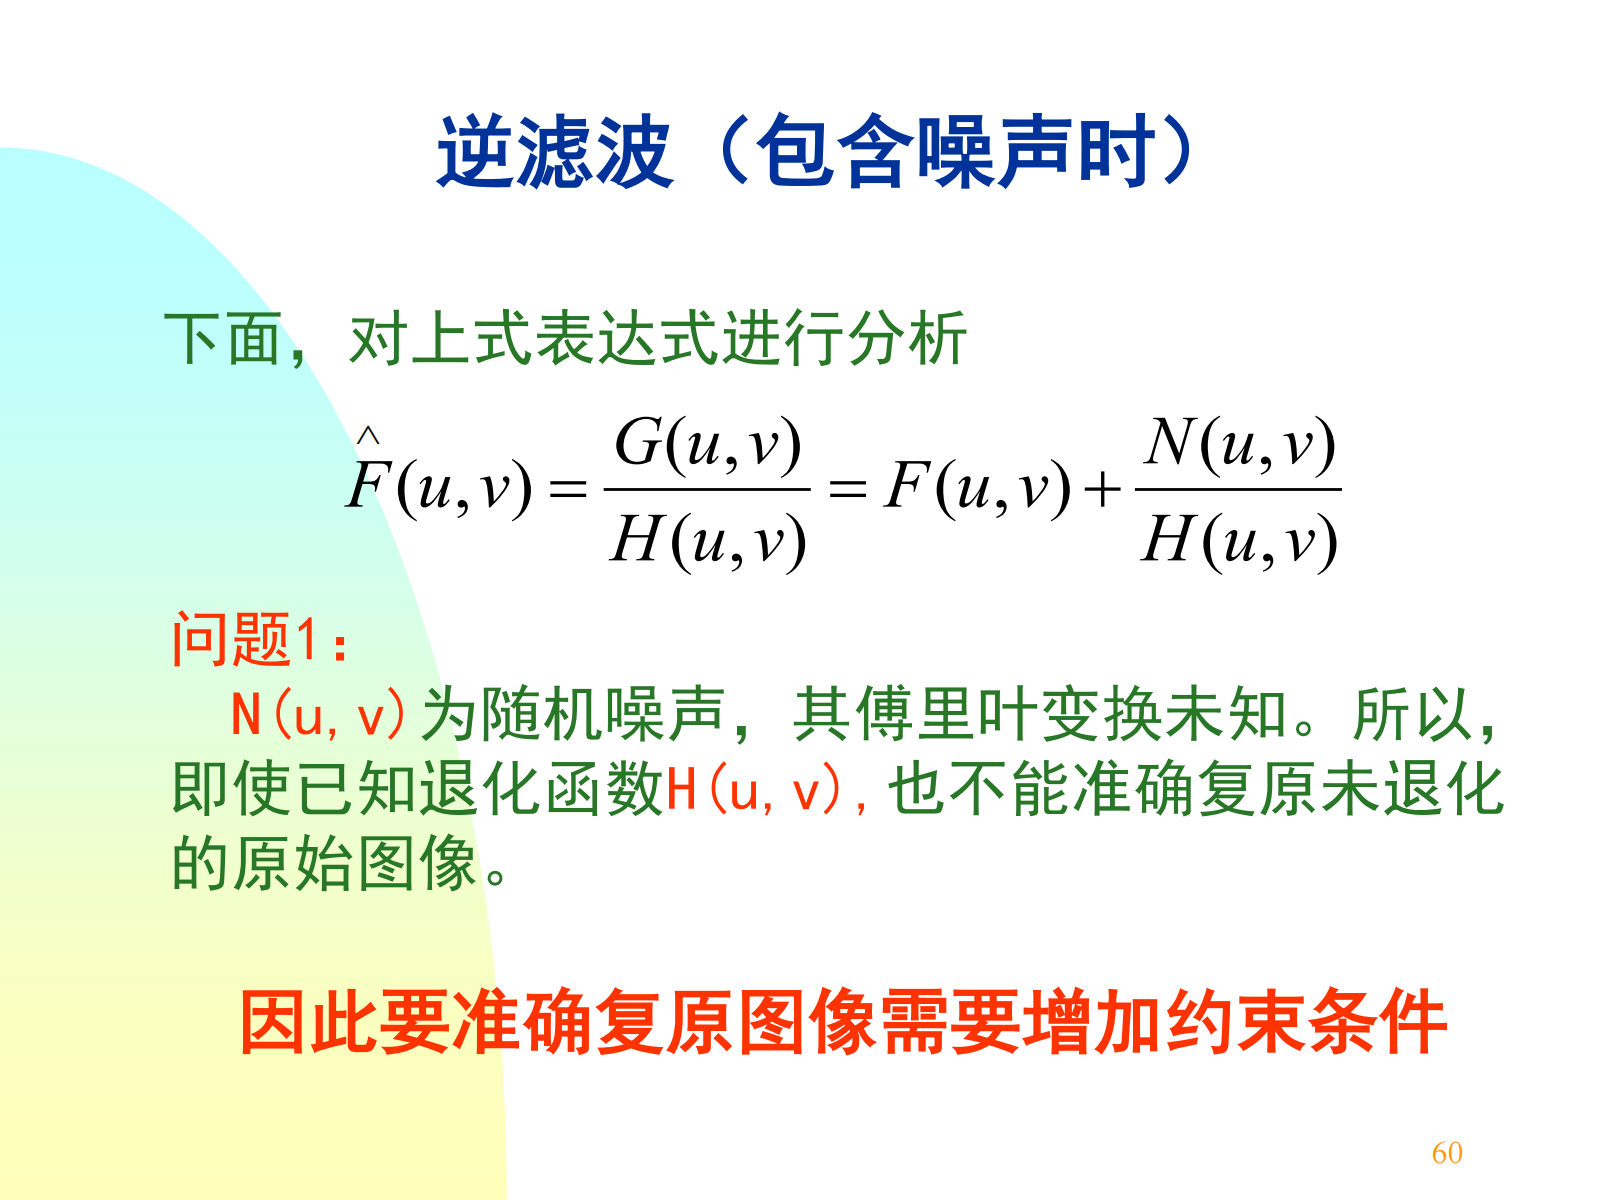 逆滤波（包含噪声时）
下面，对上式表达式进行分析
$\hat{F}(u,v) = \frac{G(u,v)}{H(u,v)} = F(u,v) + \frac{N(u,v)}{H(u,v)}$
问题1：
N(u,v)为随机噪声，其傅里叶变换未知。所以，
即使已知退化函数H(u,v),也不能准确复原未退化
的原始图像。
因此要准确复原图像需要增加约束条件
60